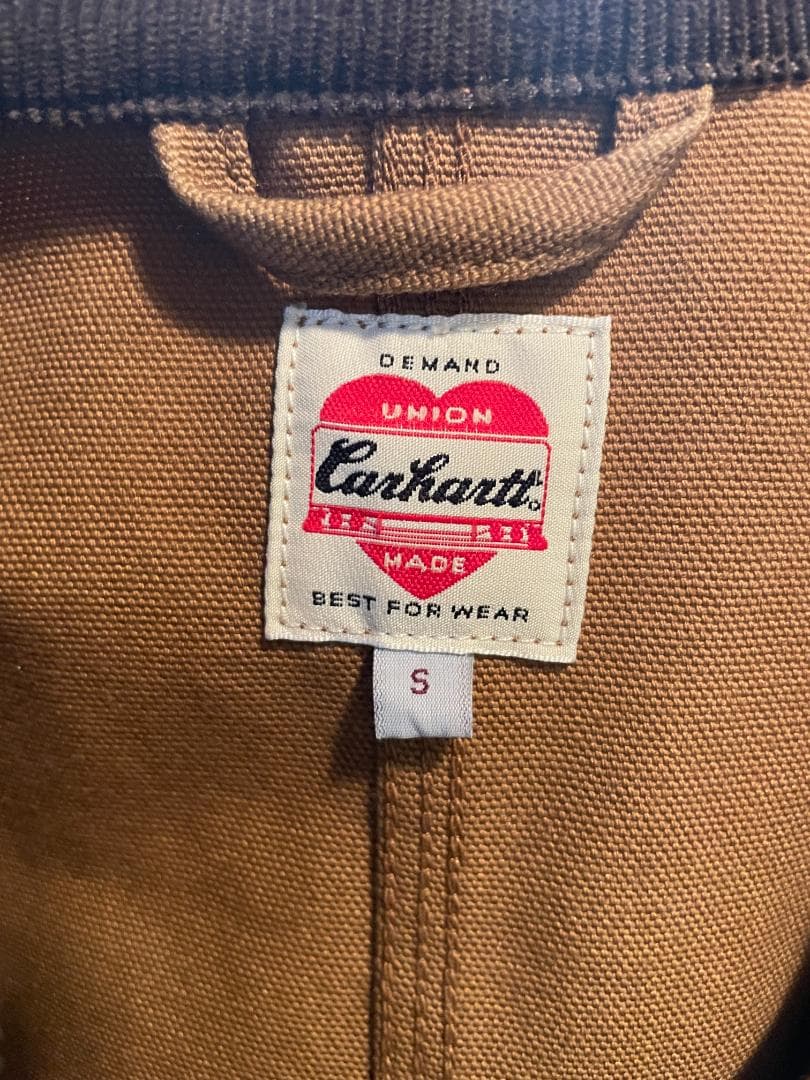 DEMAND
UNION
Carhartt
MADE
BEST FOR WEAR
S